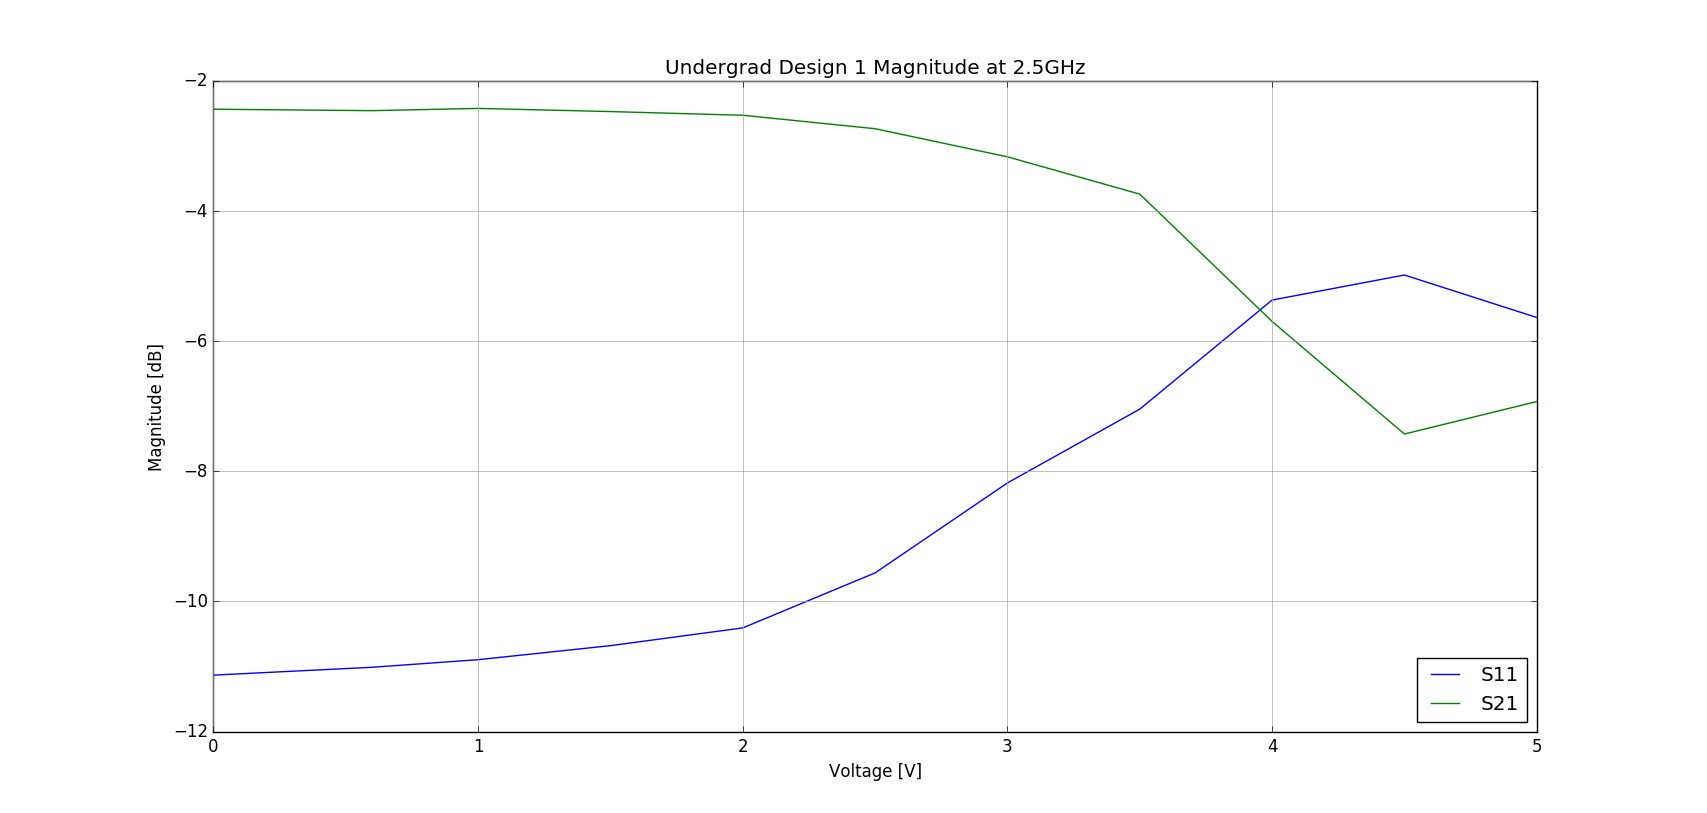 Undergrad Design 1 Magnitude at 2.5GHz
−2
−4
−6
−8
−10
−12
Magnitude [dB]
0 1 2 3 4 5
Voltage [V]
S11
S21